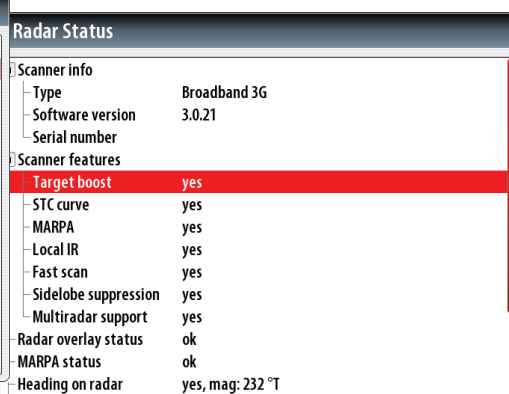 Radar Status
Scanner info
Type Broadband 3G
Software version 3.0.21
Serial number
Scanner features
Target boost yes
STC curve yes
MARPA yes
Local IR yes
Fast scan yes
Sidelobe suppression yes
Multiradar support yes
Radar overlay status ok
MARPA status ok
Heading on radar yes, mag: 232 °T